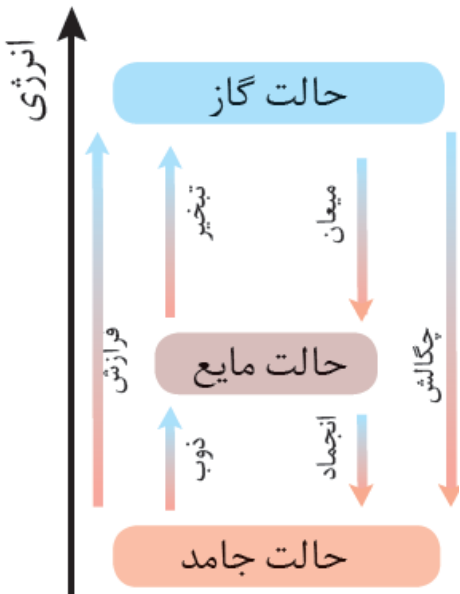 انرژی
حالت گاز
میعان
تبخیر
چگالش
فرازش
حالت مایع
انجماد
ذوب
حالت جامد